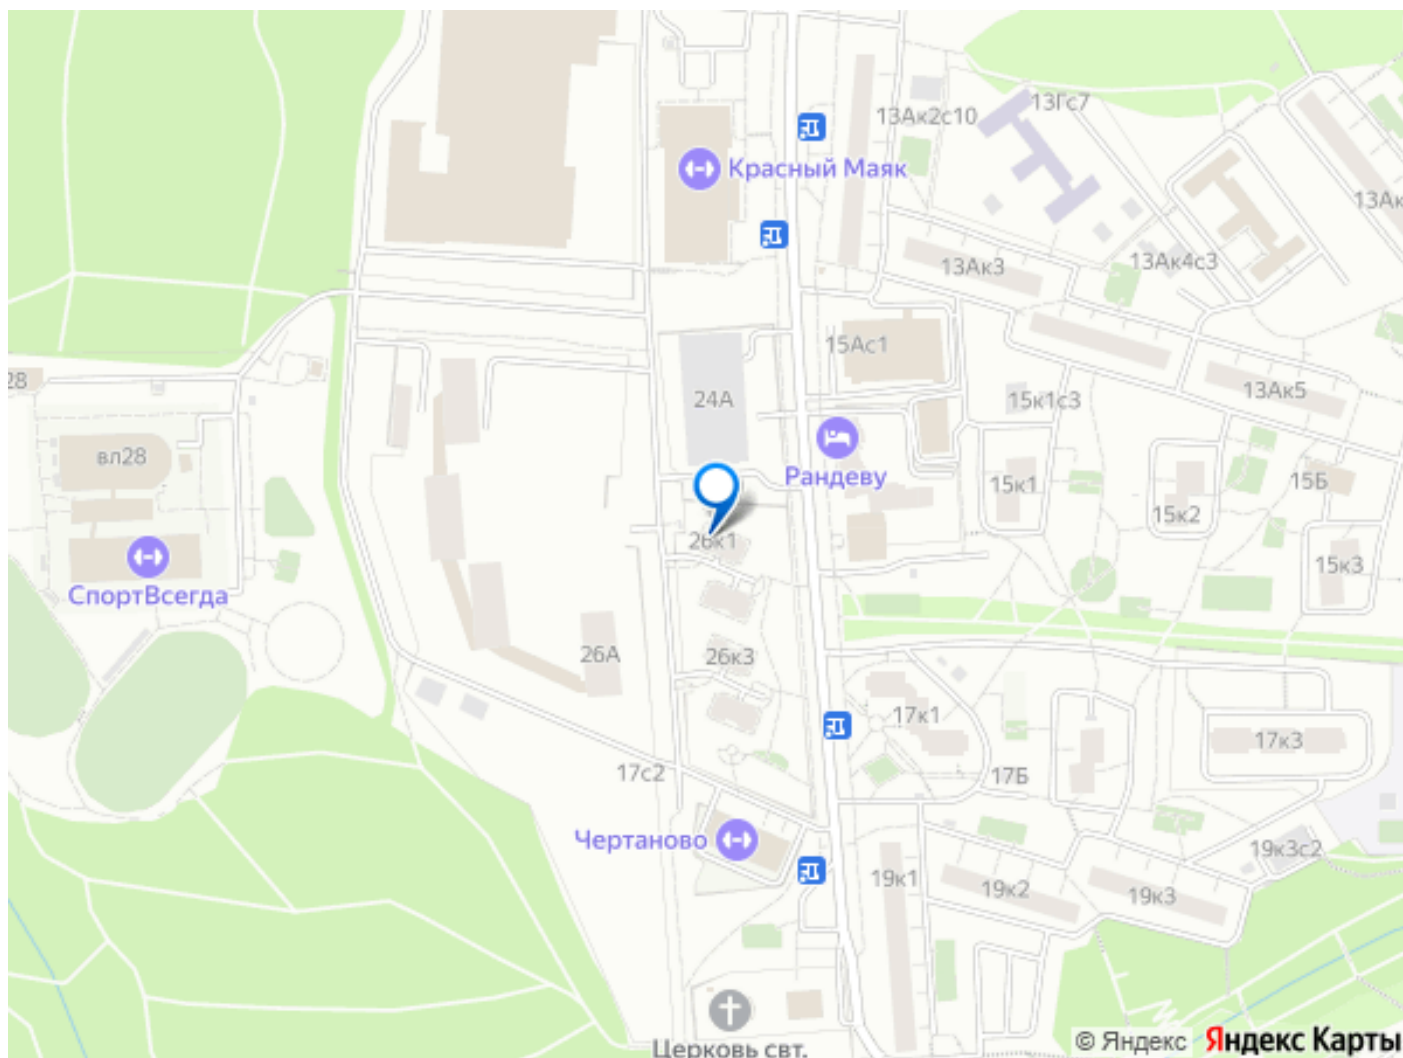 13Ак2с10
13Гс7
Красный Маяк
13Ак
13Ак3
13Ак4с3
15Ас1
28
24А
15к1с3
13Ак5
вл28
Рандеву
15к1
15Б
15к2
26к1
15к3
СпортВсегда
26А
26к3
17к1
17к3
17с2
17Б
Чертаново
19к3с2
19к1
19к2
19к3
Церковь свт.
© Яндекс Яндекс Карты